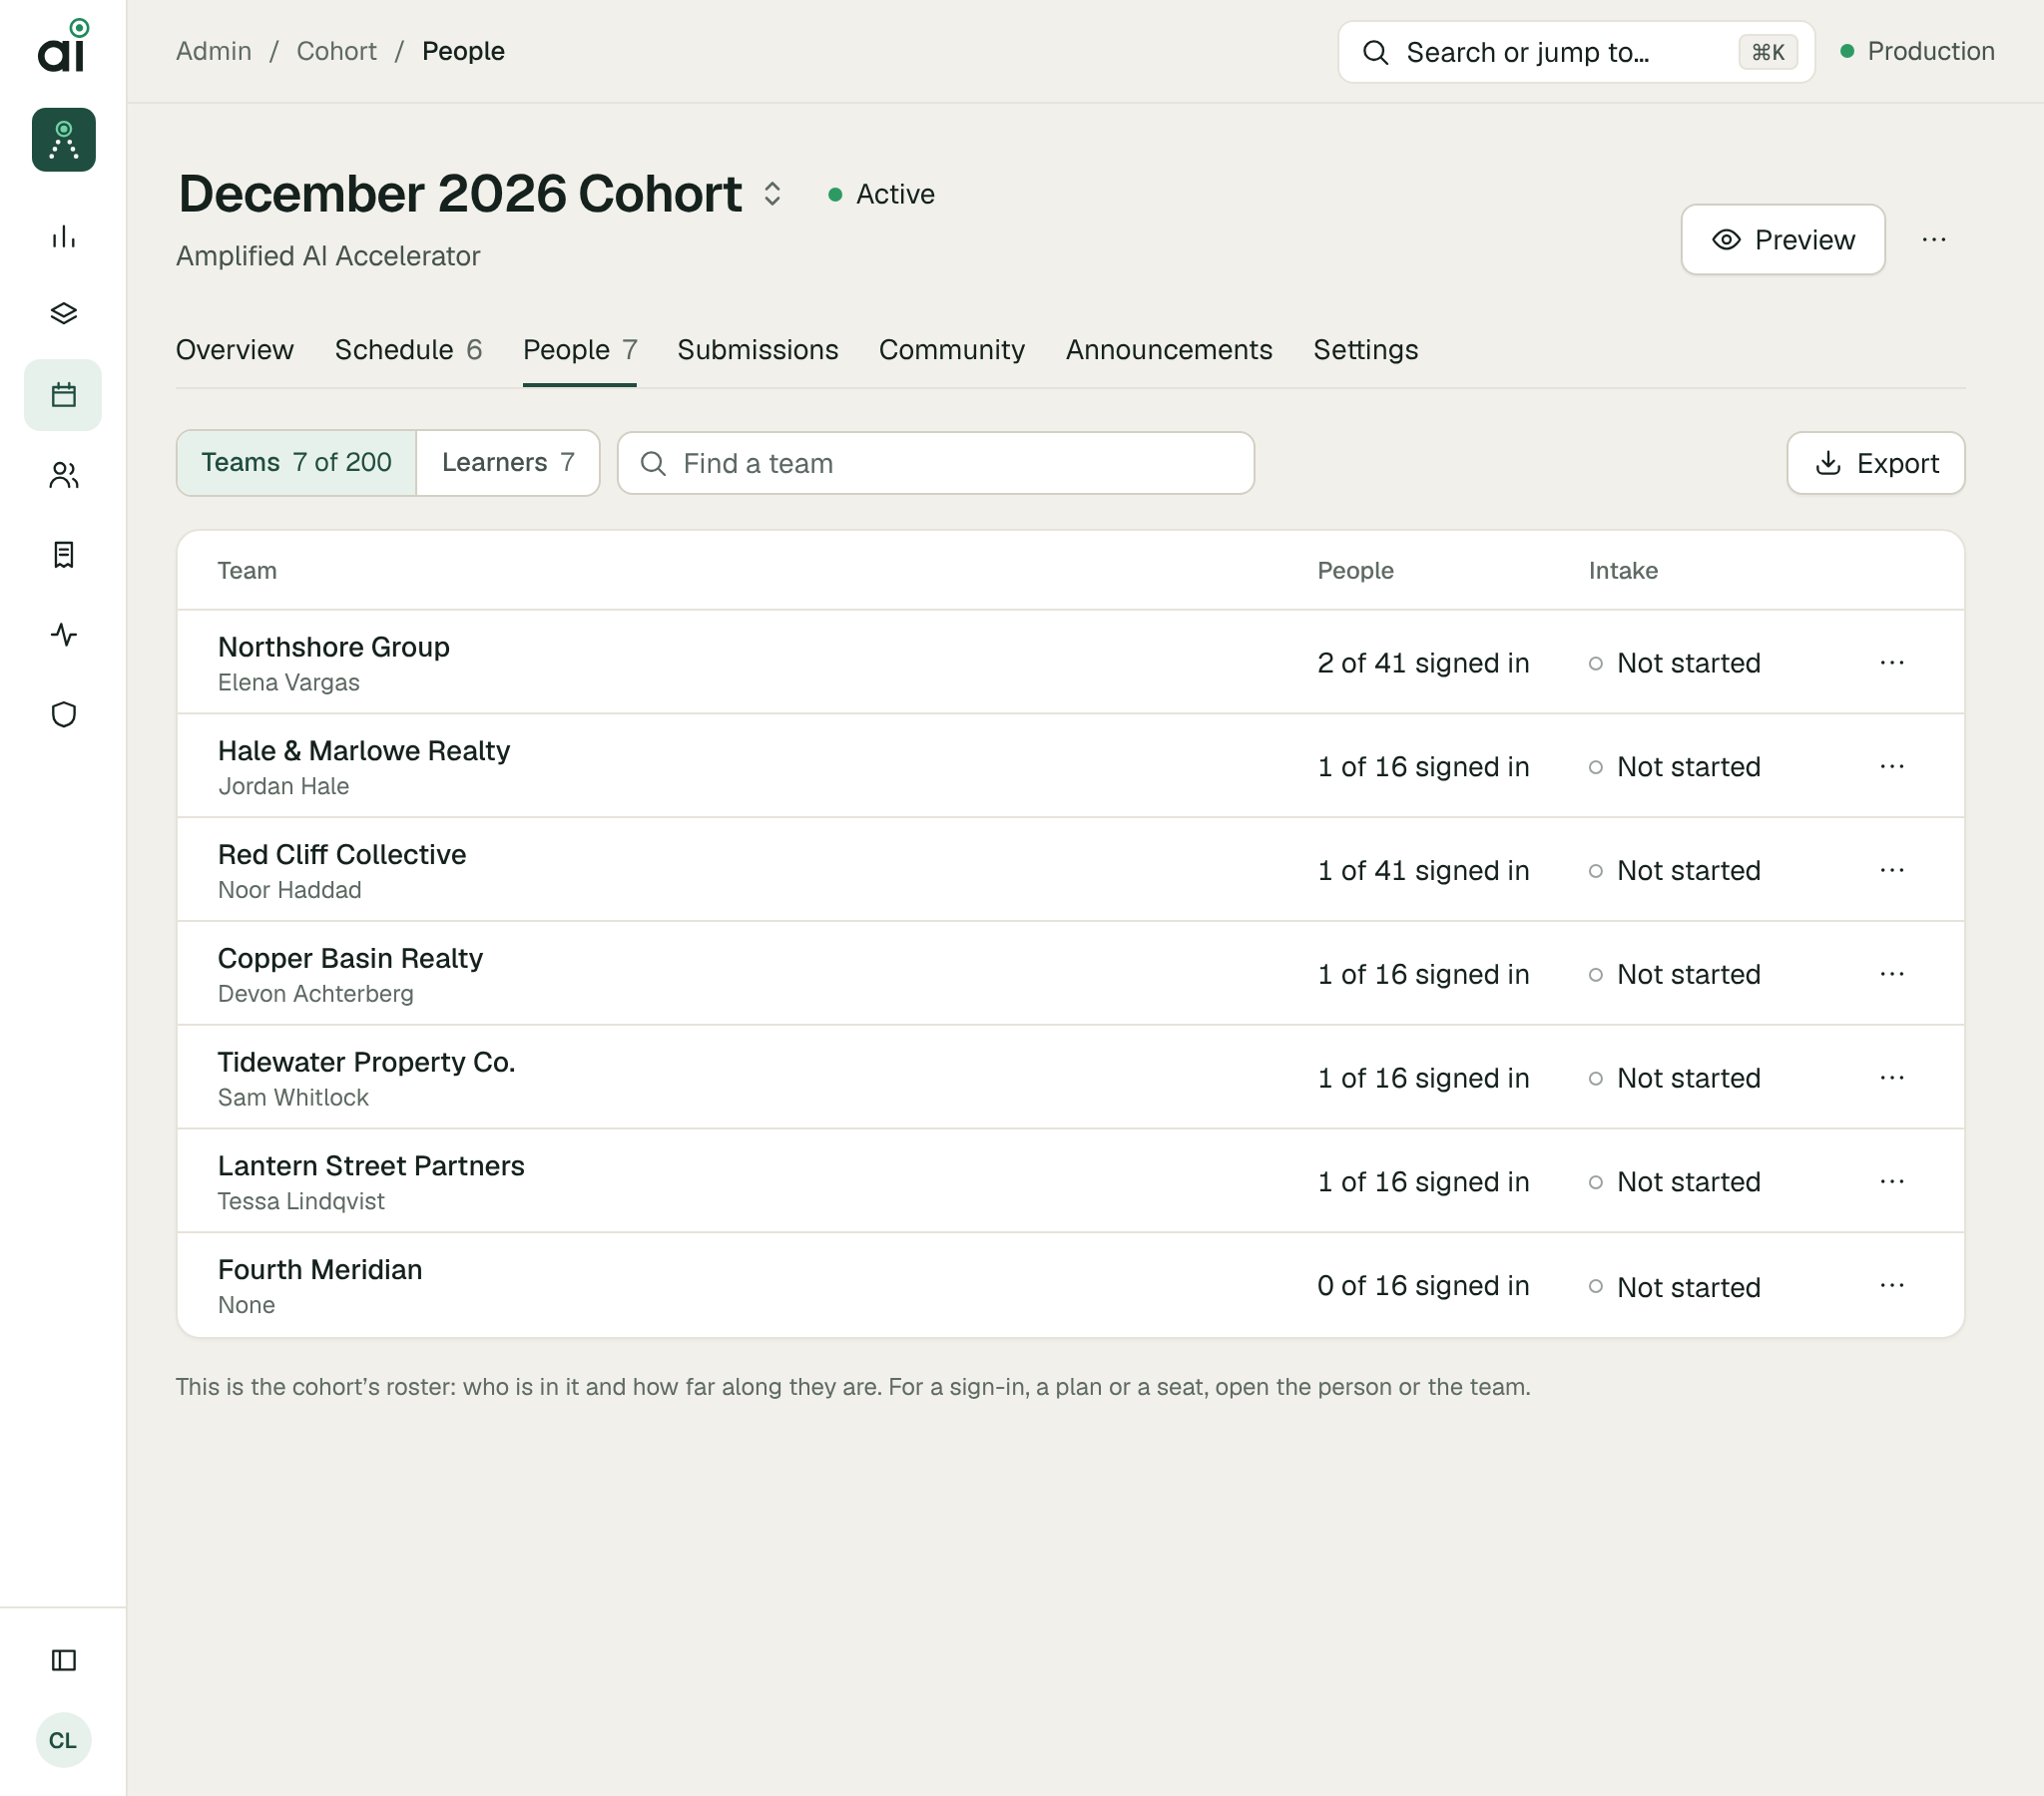 ai
Admin / Cohort / People
Search or jump to… ⌘K
Production
December 2026 Cohort
Active
Amplified AI Accelerator
Preview
Overview
Schedule 6
People 7
Submissions
Community
Announcements
Settings
Teams 7 of 200
Learners 7
Find a team
Export
Team People Intake
Northshore Group
Elena Vargas
2 of 41 signed in
Not started
Hale & Marlowe Realty
Jordan Hale
1 of 16 signed in
Not started
Red Cliff Collective
Noor Haddad
1 of 41 signed in
Not started
Copper Basin Realty
Devon Achterberg
1 of 16 signed in
Not started
Tidewater Property Co.
Sam Whitlock
1 of 16 signed in
Not started
Lantern Street Partners
Tessa Lindqvist
1 of 16 signed in
Not started
Fourth Meridian
None
0 of 16 signed in
Not started
This is the cohort’s roster: who is in it and how far along they are. For a sign-in, a plan or a seat, open the person or the team.
CL